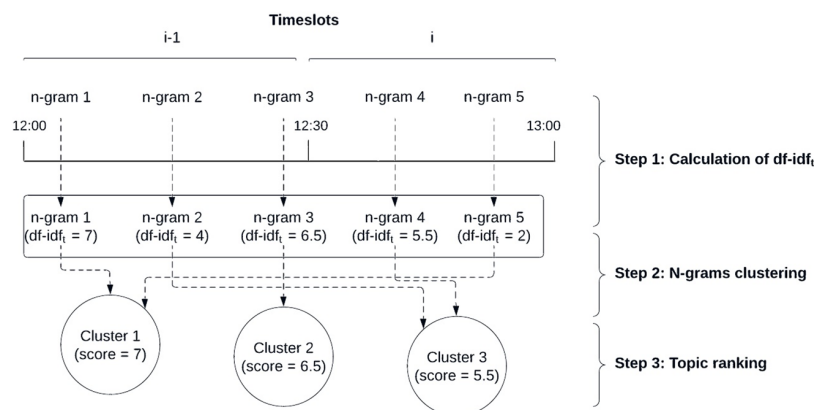 Timeslots
i-1
i
n-gram 1
n-gram 2
n-gram 3
n-gram 4
n-gram 5
12:00
12:30
13:00
Step 1: Calculation of df-idfₜ
n-gram 1
(df-idfₜ = 7)
n-gram 2
(df-idfₜ = 4)
n-gram 3
(df-idfₜ = 6.5)
n-gram 4
(df-idfₜ = 5.5)
n-gram 5
(df-idfₜ = 2)
Step 2: N-grams clustering
Cluster 1
(score = 7)
Cluster 2
(score = 6.5)
Cluster 3
(score = 5.5)
Step 3: Topic ranking